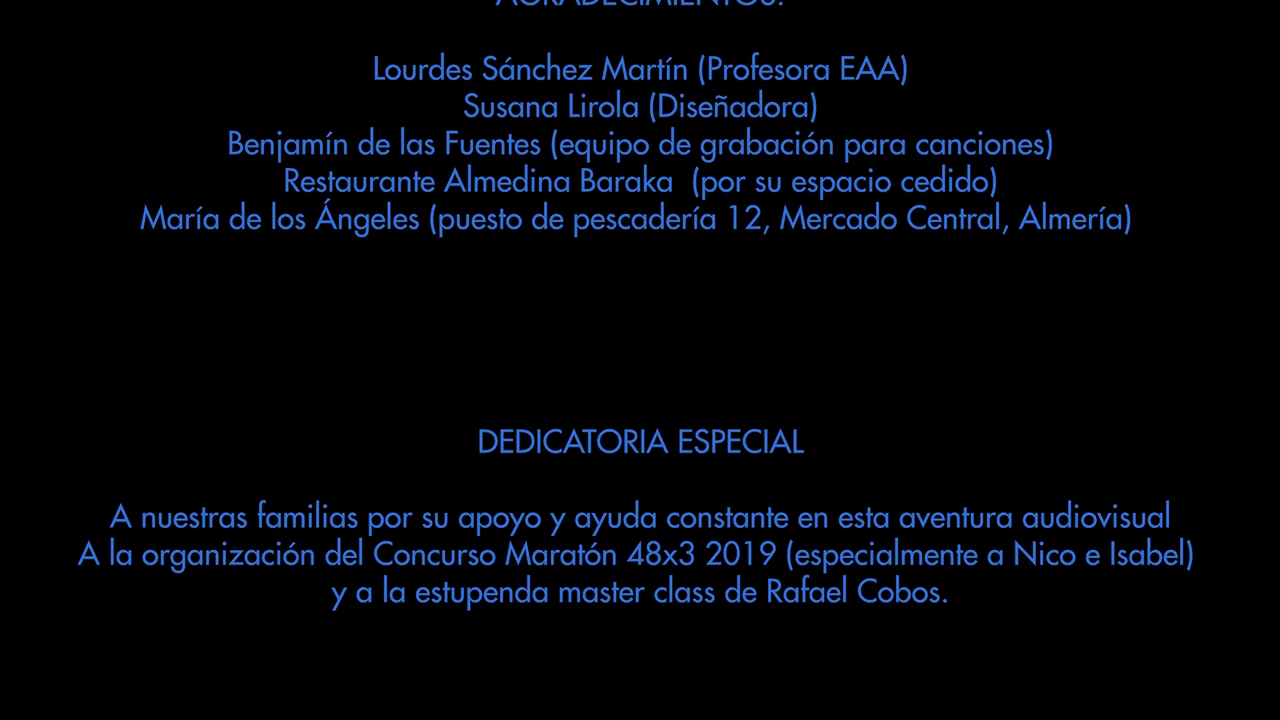 AGRADECIMIENTOS:
Lourdes Sánchez Martín (Profesora EAA)
Susana Lirola (Diseñadora)
Benjamín de las Fuentes (equipo de grabación para canciones)
Restaurante Almedina Baraka (por su espacio cedido)
María de los Ángeles (puesto de pescadería 12, Mercado Central, Almería)
DEDICATORIA ESPECIAL
A nuestras familias por su apoyo y ayuda constante en esta aventura audiovisual
A la organización del Concurso Maratón 48x3 2019 (especialmente a Nico e Isabel)
y a la estupenda master class de Rafael Cobos.